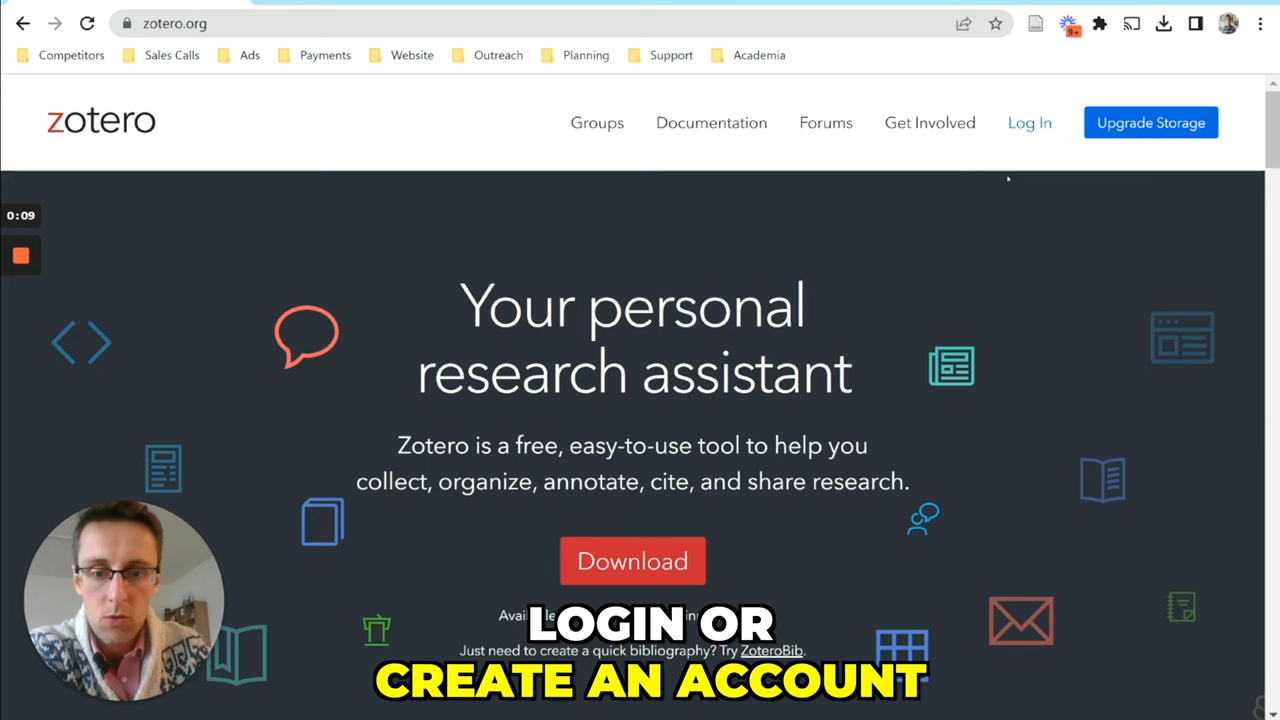 zotero.org
9+
Competitors Sales Calls Ads Payments Website Outreach Planning Support Academia
zotero Groups Documentation Forums Get Involved Log In Upgrade Storage
0:09
Your personal
research assistant
Zotero is a free, easy-to-use tool to help you
collect, organize, annotate, cite, and share research.
Download
LOGIN OR
Just need to create a quick bibliography? Try ZoteroBib.
CREATE AN ACCOUNT